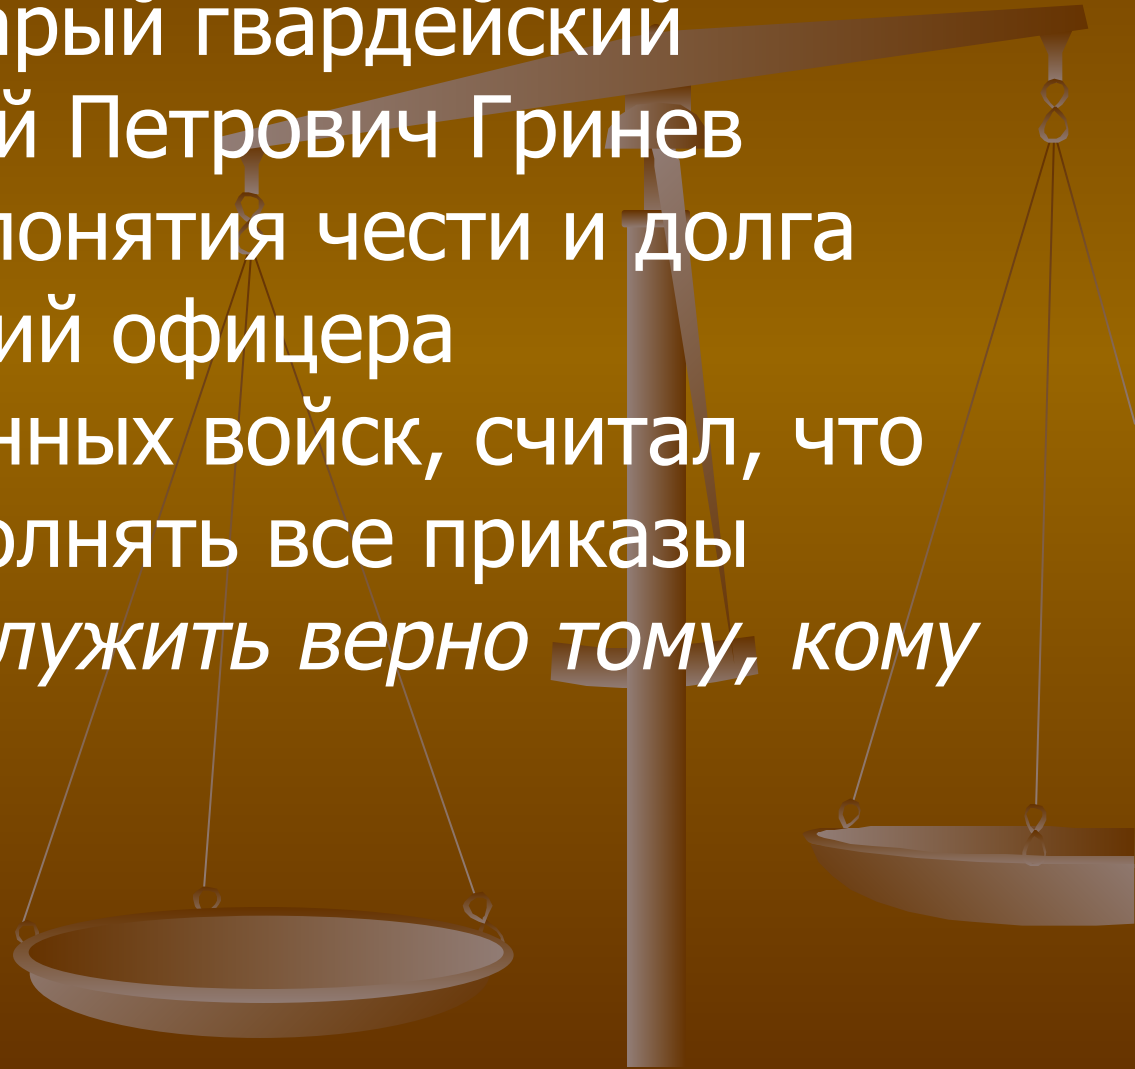 арый гвардейский
й Петрович Гринев
понятия чести и долга
ий офицера
нных войск, считал, что
олнять все приказы
лужить верно тому, кому